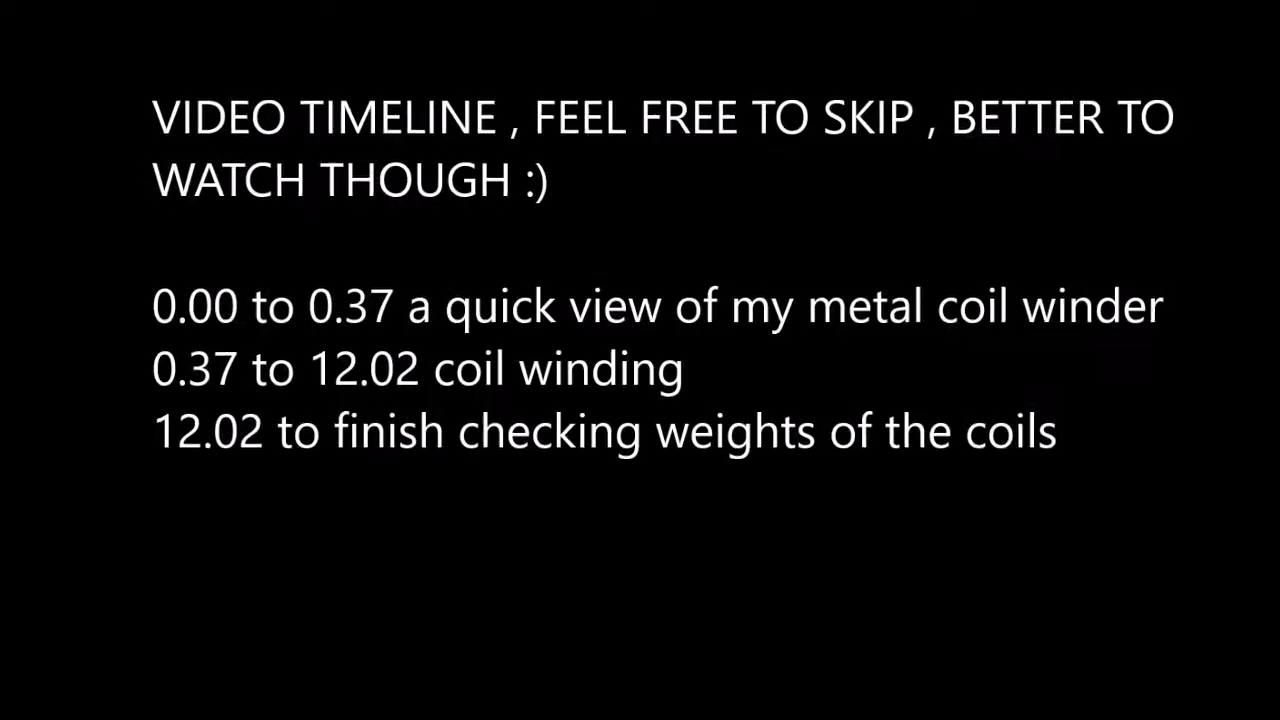 VIDEO TIMELINE , FEEL FREE TO SKIP , BETTER TO
WATCH THOUGH :)
0.00 to 0.37 a quick view of my metal coil winder
0.37 to 12.02 coil winding
12.02 to finish checking weights of the coils